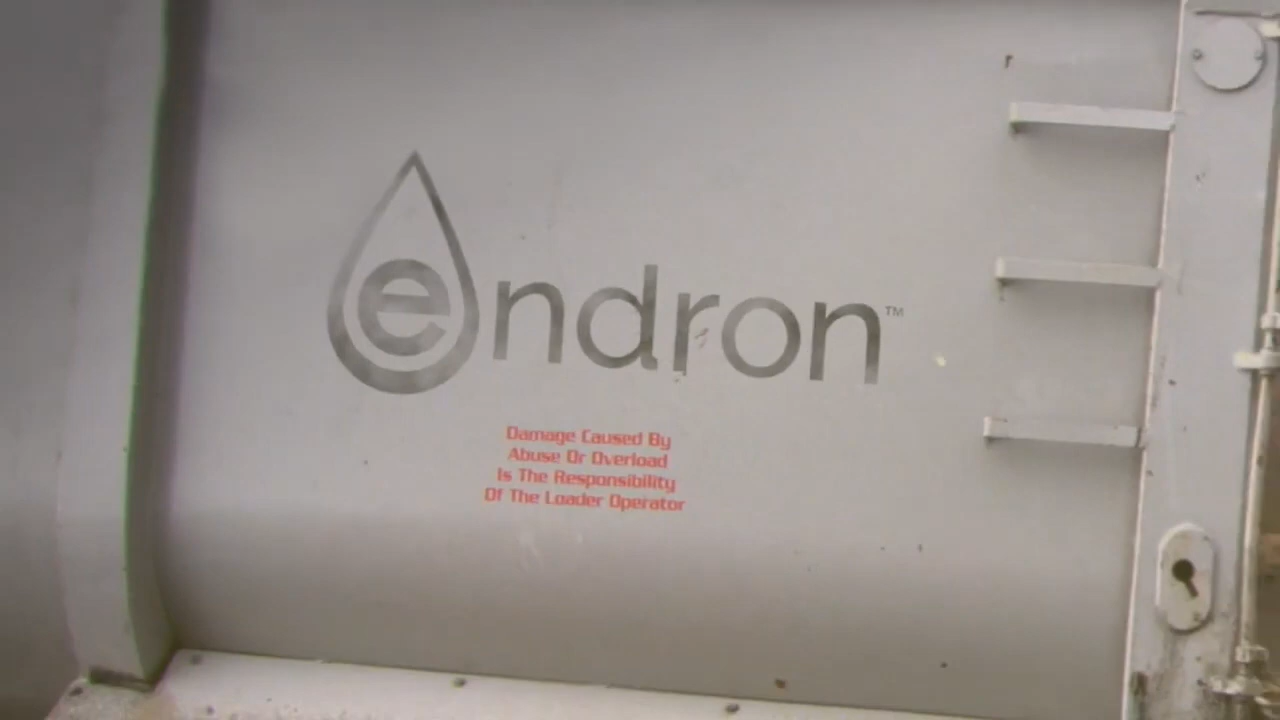 endron™
Damage Caused By
Abuse Or Overload
Is The Responsibility
Of The Loader Operator